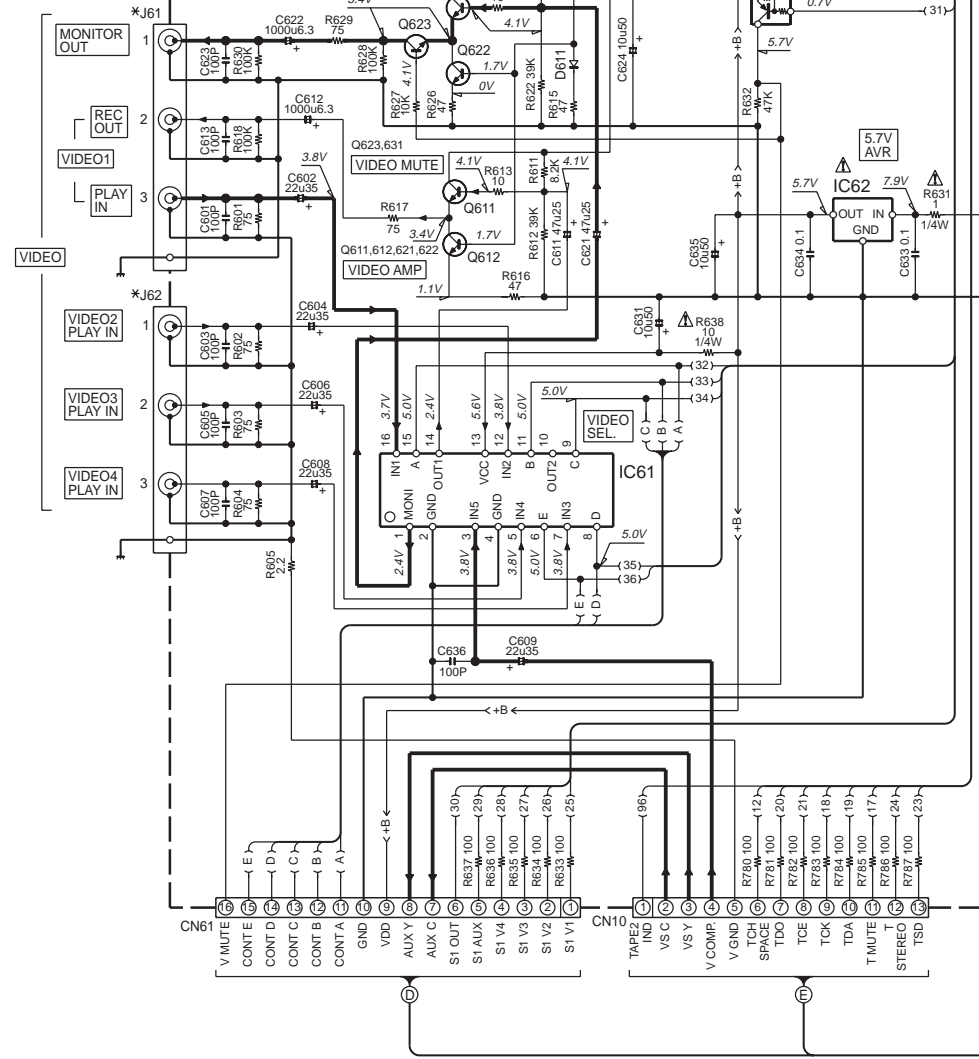 *J61
MONITOR
OUT
1
C622
1000u6.3
R629
75
C623
100P
R630
100K
R628
100K
Q623
4.1V
R627
10K
R626
47
Q622
1.7V
0V
4.1V
R622 39K
R615
47
D611
C624 10u50
+B
5.7V
R632
47K
0.7V
(31)
REC
OUT
2
C612
1000u6.3
C613
100P
R618
100K
VIDEO1
PLAY
IN
3
3.8V
C602
22u35
C601
100P
R601
75
VIDEO
Q623,631
VIDEO MUTE
4.1V
R613
10
Q611
R611
8.2K
4.1V
R617
75
3.4V
1.7V
Q612
Q611,612,621,622
VIDEO AMP
R612 39K
C611 47u25
C621 47u25
1.1V
R616
47
+B
5.7V
AVR
5.7V
IC62
7.9V
R631
1
1/4W
OUT IN
GND
C635
10u50
C634 0.1
C633 0.1
*J62
VIDEO2
PLAY IN
1
C604
22u35
C603
100P
R602
75
VIDEO3
PLAY IN
2
C606
22u35
C605
100P
R603
75
VIDEO4
PLAY IN
3
C608
22u35
C607
100P
R604
75
R605
2.2
C631
10u50
R638
10
1/4W
(32)
(33)
(34)
5.0V
VIDEO
SEL.
C
B
A
3.7V
5.0V
2.4V
5.6V
3.8V
5.0V
16 15 14 13 12 11 10 9
IN1 A OUT1 VCC IN2 B OUT2 C
IC61
MONI GND IN5 GND IN4 E IN3 D
1 2 3 4 5 6 7 8
2.4V
3.8V
3.8V
5.0V
3.8V
5.0V
(35)
(36)
E
D
+B
C636
100P
C609
22u35
+B
+B
E
D
C
B
A
(30)
(29)
(28)
(27)
(26)
(25)
R637 100
R636 100
R635 100
R634 100
R633 100
(96)
(12)
(20)
(21)
(18)
(19)
(17)
(24)
(23)
R780 100
R781 100
R782 100
R783 100
R784 100
R785 100
R786 100
R787 100
CN61
16 15 14 13 12 11 10 9 8 7 6 5 4 3 2 1
V MUTE
CONT E
CONT D
CONT C
CONT B
CONT A
GND
VDD
AUX Y
AUX C
S1 OUT
S1 AUX
S1 V4
S1 V3
S1 V2
S1 V1
CN10
1 2 3 4 5 6 7 8 9 10 11 12 13
TAPE2
IND
VS C
VS Y
V COMP.
V GND
TCH
SPACE
TDO
TCE
TCK
TDA
T MUTE
T
STEREO
TSD
D
E